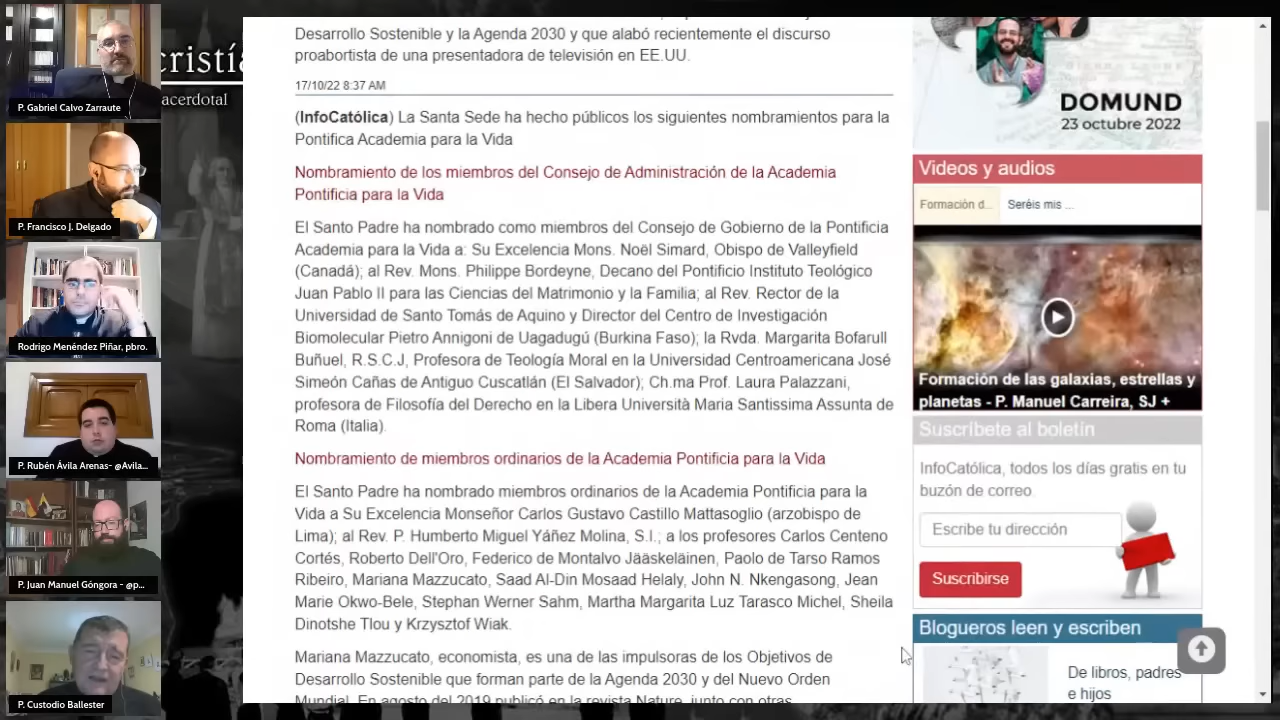 cristía
acerdotal
P. Gabriel Calvo Zarraute
P. Francisco J. Delgado
Rodrigo Menéndez Piñar, pbro.
P. Rubén Ávila Arenas- @Avila...
P. Juan Manuel Góngora - @p...
P. Custodio Ballester
Desarrollo Sostenible y la Agenda 2030 y que alabó recientemente el discurso
proabortista de una presentadora de televisión en EE.UU.
17/10/22 8:37 AM
(InfoCatólica) La Santa Sede ha hecho públicos los siguientes nombramientos para la
Pontifica Academia para la Vida
Nombramiento de los miembros del Consejo de Administración de la Academia
Pontificia para la Vida
El Santo Padre ha nombrado como miembros del Consejo de Gobierno de la Pontificia
Academia para la Vida a: Su Excelencia Mons. Noël Simard, Obispo de Valleyfield
(Canadá); al Rev. Mons. Philippe Bordeyne, Decano del Pontificio Instituto Teológico
Juan Pablo II para las Ciencias del Matrimonio y la Familia; al Rev. Rector de la
Universidad de Santo Tomás de Aquino y Director del Centro de Investigación
Biomolecular Pietro Annigoni de Uagadugú (Burkina Faso); la Rvda. Margarita Bofarull
Buñuel, R.S.C.J, Profesora de Teología Moral en la Universidad Centroamericana José
Simeón Cañas de Antiguo Cuscatlán (El Salvador); Ch.ma Prof. Laura Palazzani,
profesora de Filosofía del Derecho en la Libera Università Maria Santissima Assunta de
Roma (Italia).
Nombramiento de miembros ordinarios de la Academia Pontificia para la Vida
El Santo Padre ha nombrado miembros ordinarios de la Academia Pontificia para la
Vida a Su Excelencia Monseñor Carlos Gustavo Castillo Mattasoglio (arzobispo de
Lima); al Rev. P. Humberto Miguel Yáñez Molina, S.I.; a los profesores Carlos Centeno
Cortés, Roberto Dell'Oro, Federico de Montalvo Jääskeläinen, Paolo de Tarso Ramos
Ribeiro, Mariana Mazzucato, Saad Al-Din Mosaad Helaly, John N. Nkengasong, Jean
Marie Okwo-Bele, Stephan Werner Sahm, Martha Margarita Luz Tarasco Michel, Sheila
Dinotshe Tlou y Krzysztof Wiak.
Mariana Mazzucato, economista, es una de las impulsoras de los Objetivos de
Desarrollo Sostenible que forman parte de la Agenda 2030 y del Nuevo Orden
Mundial. En agosto del 2019 publicó en la revista Nature, junto con otras
DOMUND
23 octubre 2022
Videos y audios
Formación d...
Seréis mis ...
Formación de las galaxias, estrellas y
planetas - P. Manuel Carreira, SJ +
Suscríbete al boletín
InfoCatólica, todos los días gratis en tu
buzón de correo.
Escribe tu dirección
Suscribirse
Blogueros leen y escriben
De libros, padres
e hijos